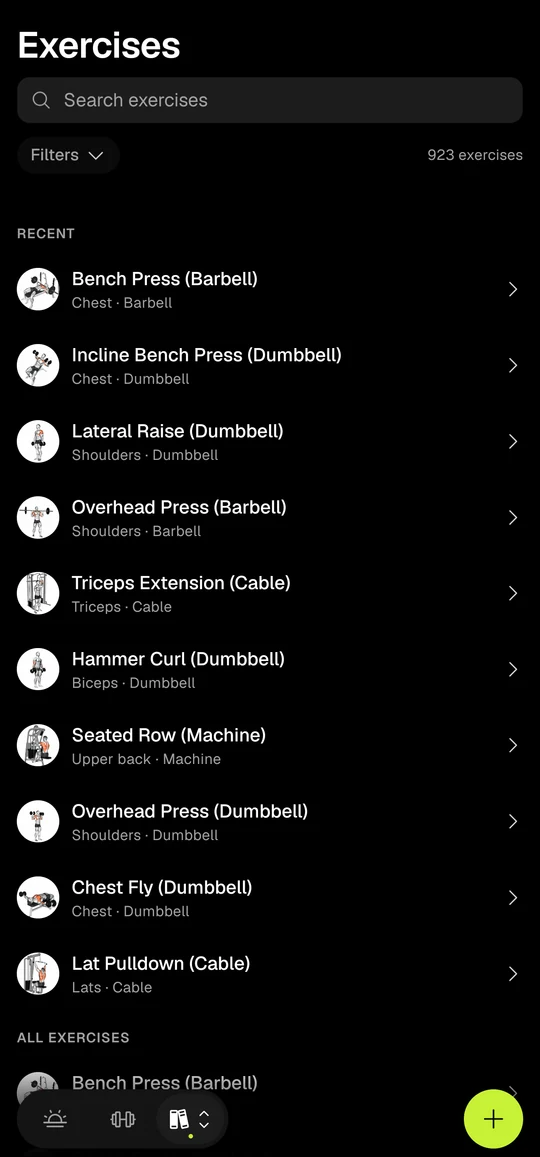 Exercises
Search exercises
Filters
923 exercises
RECENT
Bench Press (Barbell)
Chest · Barbell
Incline Bench Press (Dumbbell)
Chest · Dumbbell
Lateral Raise (Dumbbell)
Shoulders · Dumbbell
Overhead Press (Barbell)
Shoulders · Barbell
Triceps Extension (Cable)
Triceps · Cable
Hammer Curl (Dumbbell)
Biceps · Dumbbell
Seated Row (Machine)
Upper back · Machine
Overhead Press (Dumbbell)
Shoulders · Dumbbell
Chest Fly (Dumbbell)
Chest · Dumbbell
Lat Pulldown (Cable)
Lats · Cable
ALL EXERCISES
Bench Press (Barbell)